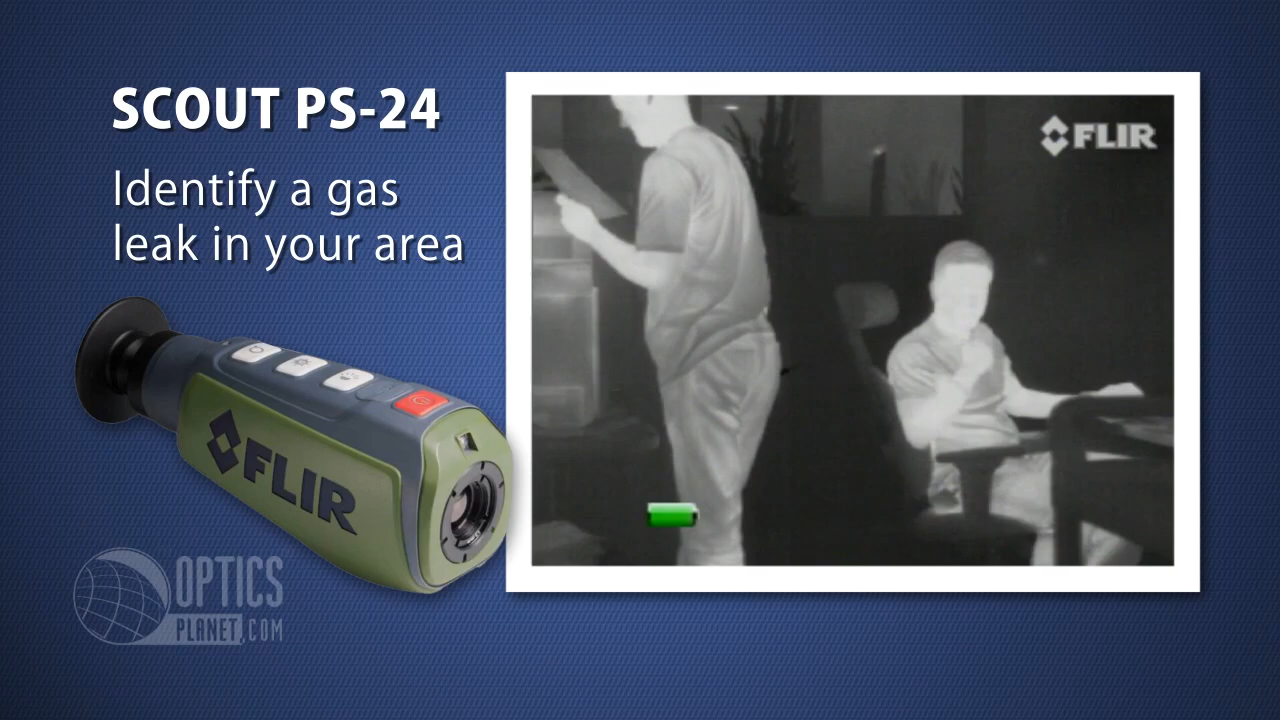 SCOUT PS-24
Identify a gas
leak in your area
FLIR
FLIR
OPTICS
PLANET.COM